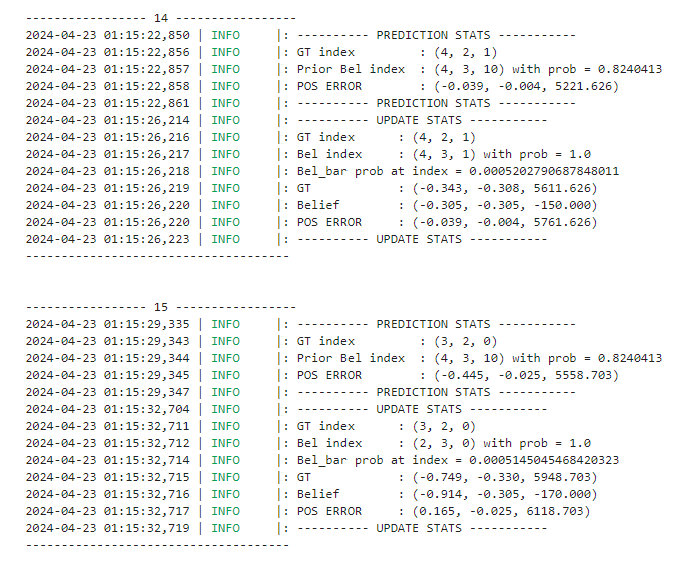 ----------------- 14 -----------------
2024-04-23 01:15:22,850 | INFO     |: ---------- PREDICTION STATS -----------
2024-04-23 01:15:22,856 | INFO     |: GT index         : (4, 2, 1)
2024-04-23 01:15:22,857 | INFO     |: Prior Bel index  : (4, 3, 10) with prob = 0.8240413
2024-04-23 01:15:22,858 | INFO     |: POS ERROR        : (-0.039, -0.004, 5221.626)
2024-04-23 01:15:22,861 | INFO     |: ---------- PREDICTION STATS -----------
2024-04-23 01:15:26,214 | INFO     |: ---------- UPDATE STATS -----------
2024-04-23 01:15:26,216 | INFO     |: GT index      : (4, 2, 1)
2024-04-23 01:15:26,217 | INFO     |: Bel index     : (4, 3, 1) with prob = 1.0
2024-04-23 01:15:26,218 | INFO     |: Bel_bar prob at index = 0.0005202790687848011
2024-04-23 01:15:26,219 | INFO     |: GT            : (-0.343, -0.308, 5611.626)
2024-04-23 01:15:26,220 | INFO     |: Belief        : (-0.305, -0.305, -150.000)
2024-04-23 01:15:26,220 | INFO     |: POS ERROR     : (-0.039, -0.004, 5761.626)
2024-04-23 01:15:26,223 | INFO     |: ---------- UPDATE STATS -----------
-------------------------------------
----------------- 15 -----------------
2024-04-23 01:15:29,335 | INFO     |: ---------- PREDICTION STATS -----------
2024-04-23 01:15:29,343 | INFO     |: GT index         : (3, 2, 0)
2024-04-23 01:15:29,344 | INFO     |: Prior Bel index  : (4, 3, 10) with prob = 0.8240413
2024-04-23 01:15:29,345 | INFO     |: POS ERROR        : (-0.445, -0.025, 5558.703)
2024-04-23 01:15:29,347 | INFO     |: ---------- PREDICTION STATS -----------
2024-04-23 01:15:32,704 | INFO     |: ---------- UPDATE STATS -----------
2024-04-23 01:15:32,711 | INFO     |: GT index      : (3, 2, 0)
2024-04-23 01:15:32,712 | INFO     |: Bel index     : (2, 3, 0) with prob = 1.0
2024-04-23 01:15:32,714 | INFO     |: Bel_bar prob at index = 0.0005145045468420323
2024-04-23 01:15:32,715 | INFO     |: GT            : (-0.749, -0.330, 5948.703)
2024-04-23 01:15:32,716 | INFO     |: Belief        : (-0.914, -0.305, -170.000)
2024-04-23 01:15:32,717 | INFO     |: POS ERROR     : (0.165, -0.025, 6118.703)
2024-04-23 01:15:32,719 | INFO     |: ---------- UPDATE STATS -----------
-------------------------------------